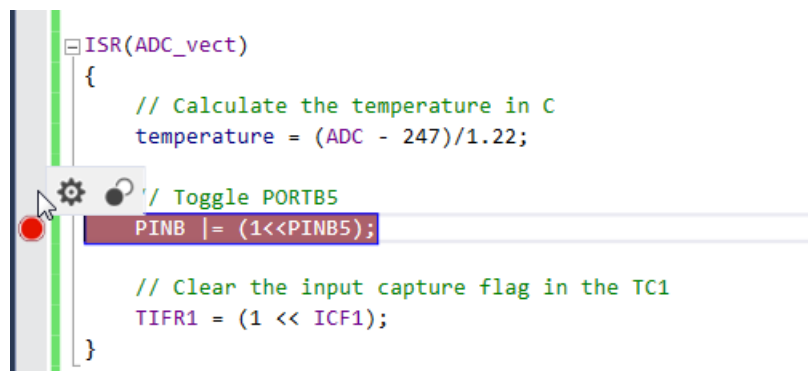 ISR(ADC_vect)
{
// Calculate the temperature in C
temperature = (ADC - 247)/1.22;
// Toggle PORTB5
PINB |= (1<<PINB5);
// Clear the input capture flag in the TC1
TIFR1 = (1 << ICF1);
}